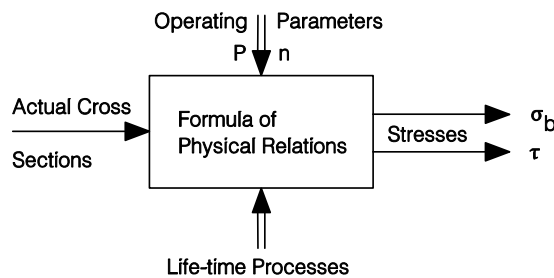 Operating Parameters
P n
Actual Cross
Sections
Formula of
Physical Relations
Stresses
σb
τ
Life-time Processes